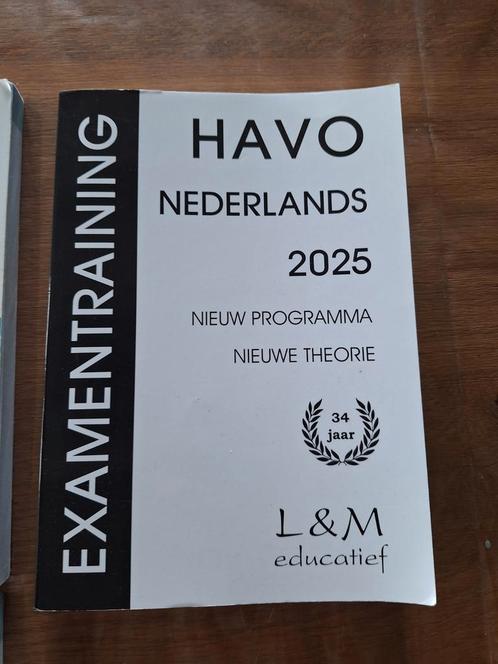 EXAMENTRAINING
HAVO
NEDERLANDS
2025
NIEUW PROGRAMMA
NIEUWE THEORIE
34
jaar
L&M
educatief